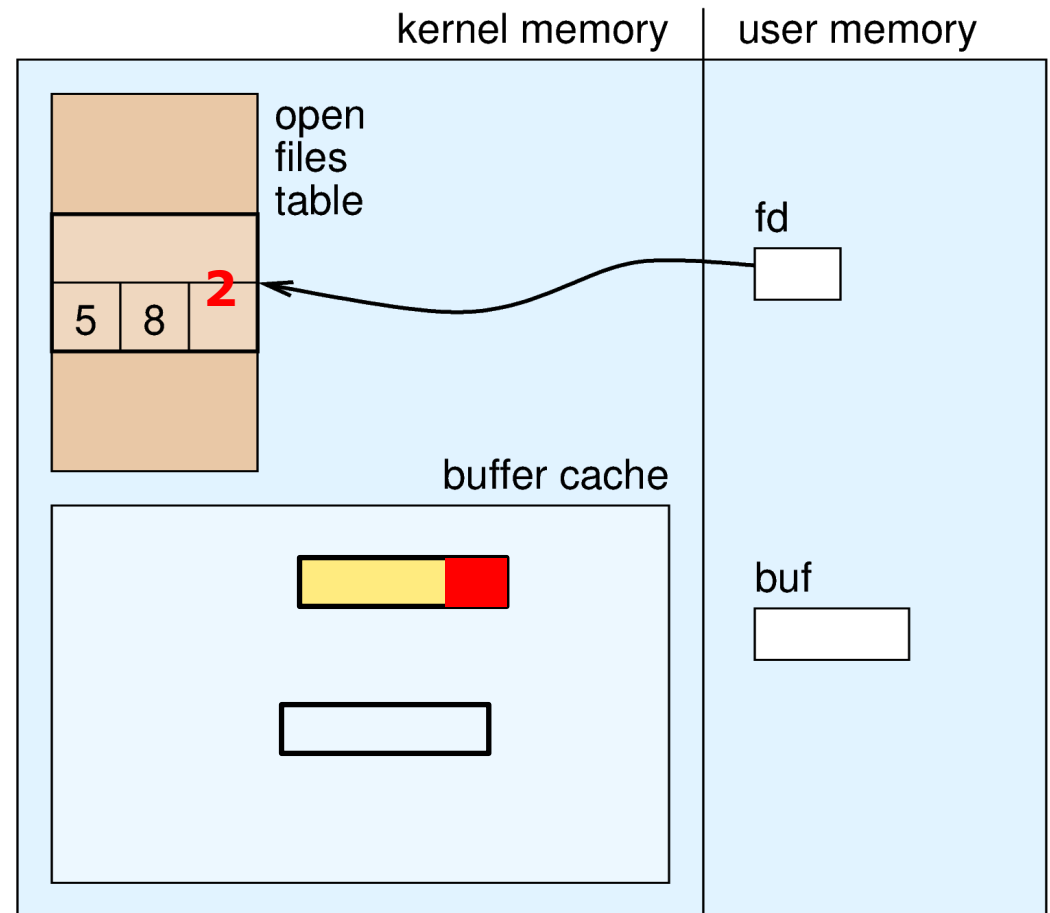 kernel memory
user memory
open
files
table
fd
2
5
8
buffer cache
buf